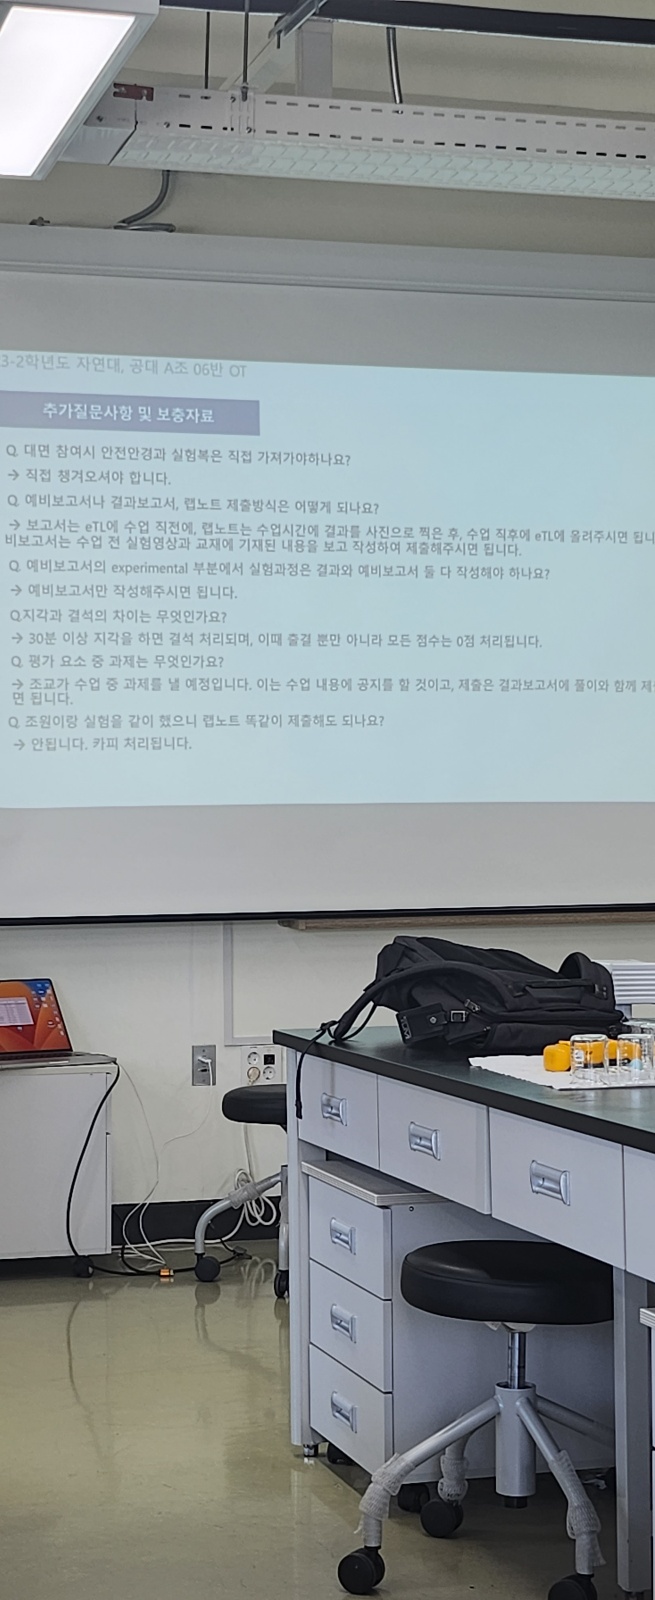 3-2학년도 자연대, 공대 A조 06반 OT
추가질문사항 및 보충자료
Q. 대면 참여시 안전안경과 실험복은 직접 가져가야하나요?
→ 직접 챙겨오셔야 합니다.
Q. 예비보고서나 결과보고서, 랩노트 제출방식은 어떻게 되나요?
→ 보고서는 eTL에 수업 직전에, 랩노트는 수업시간에 결과를 사진으로 찍은 후, 수업 직후에 eTL에 올려주시면 됩니
비보고서는 수업 전 실험영상과 교재에 기재된 내용을 보고 작성하여 제출해주시면 됩니다.
Q. 예비보고서의 experimental 부분에서 실험과정은 결과와 예비보고서 둘 다 작성해야 하나요?
→ 예비보고서만 작성해주시면 됩니다.
Q.지각과 결석의 차이는 무엇인가요?
→ 30분 이상 지각을 하면 결석 처리되며, 이때 출결 뿐만 아니라 모든 점수는 0점 처리됩니다.
Q. 평가 요소 중 과제는 무엇인가요?
→ 조교가 수업 중 과제를 낼 예정입니다. 이는 수업 내용에 공지를 할 것이고, 제출은 결과보고서에 풀이와 함께 제
면 됩니다.
Q. 조원이랑 실험을 같이 했으니 랩노트 똑같이 제출해도 되나요?
→ 안됩니다. 카피 처리됩니다.